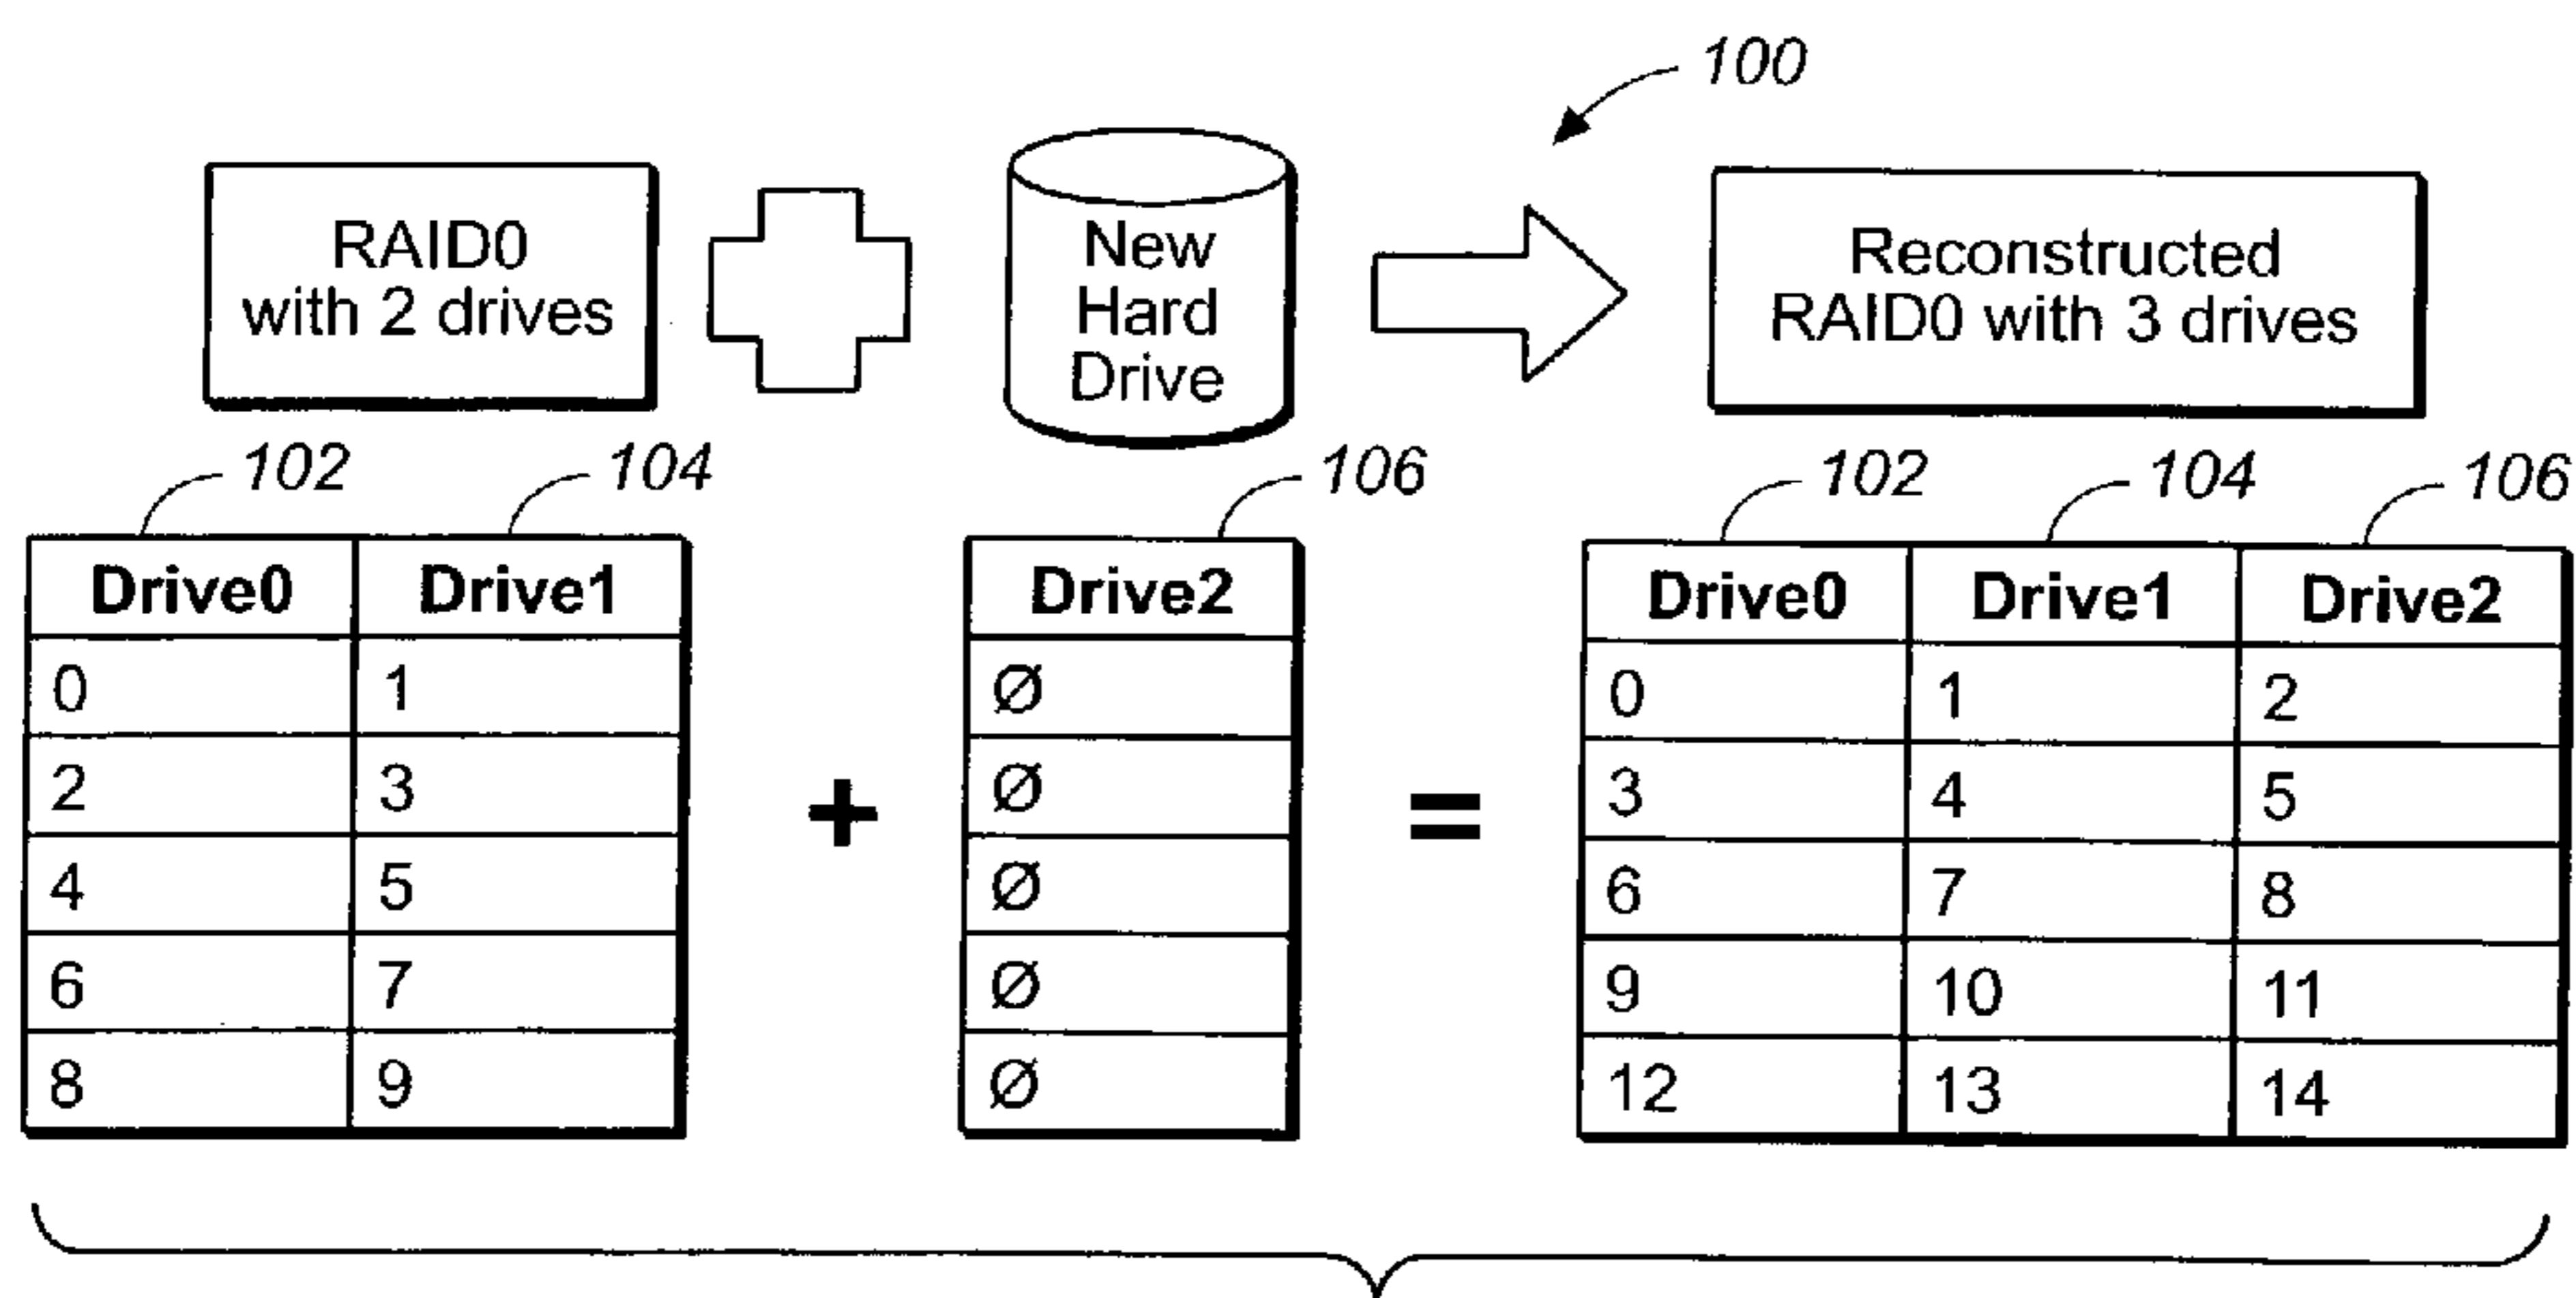 100
RAID0
with 2 drives
New
Hard
Drive
Reconstructed
RAID0 with 3 drives
102 104 106 102 104 106
Drive0 Drive1 Drive2 Drive0 Drive1 Drive2
0 1 Ø 0 1 2
2 3 Ø 3 4 5
+ =
4 5 Ø 6 7 8
6 7 Ø 9 10 11
8 9 Ø 12 13 14